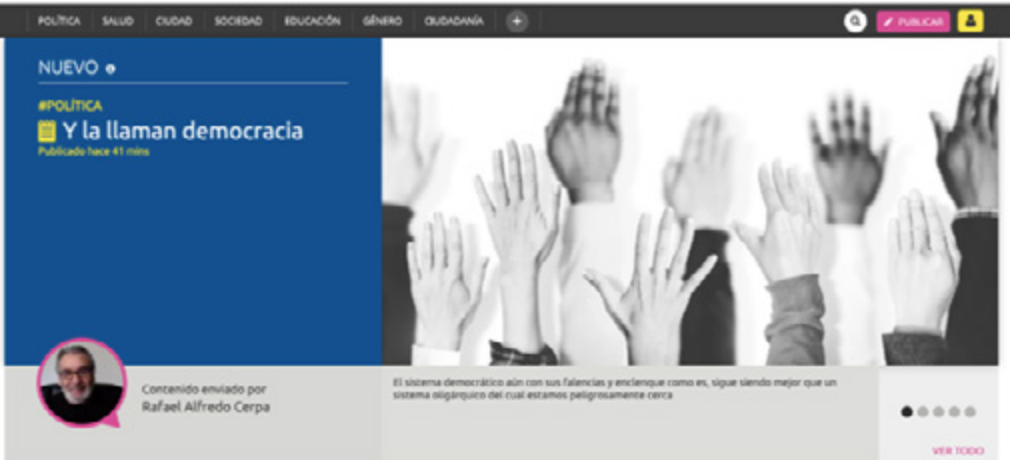 POLÍTICA SALUD CIUDAD SOCIEDAD EDUCACIÓN GÉNERO CIUDADANÍA +
PUBLICAR
NUEVO
#POLÍTICA
Y la llaman democracia
Publicado hace 41 mins
Contenido enviado por
Rafael Alfredo Cerpa
El sistema democrático aún con sus falencias y enclenque como es, sigue siendo mejor que un
sistema oligárquico del cual estamos peligrosamente cerca
VER TODO